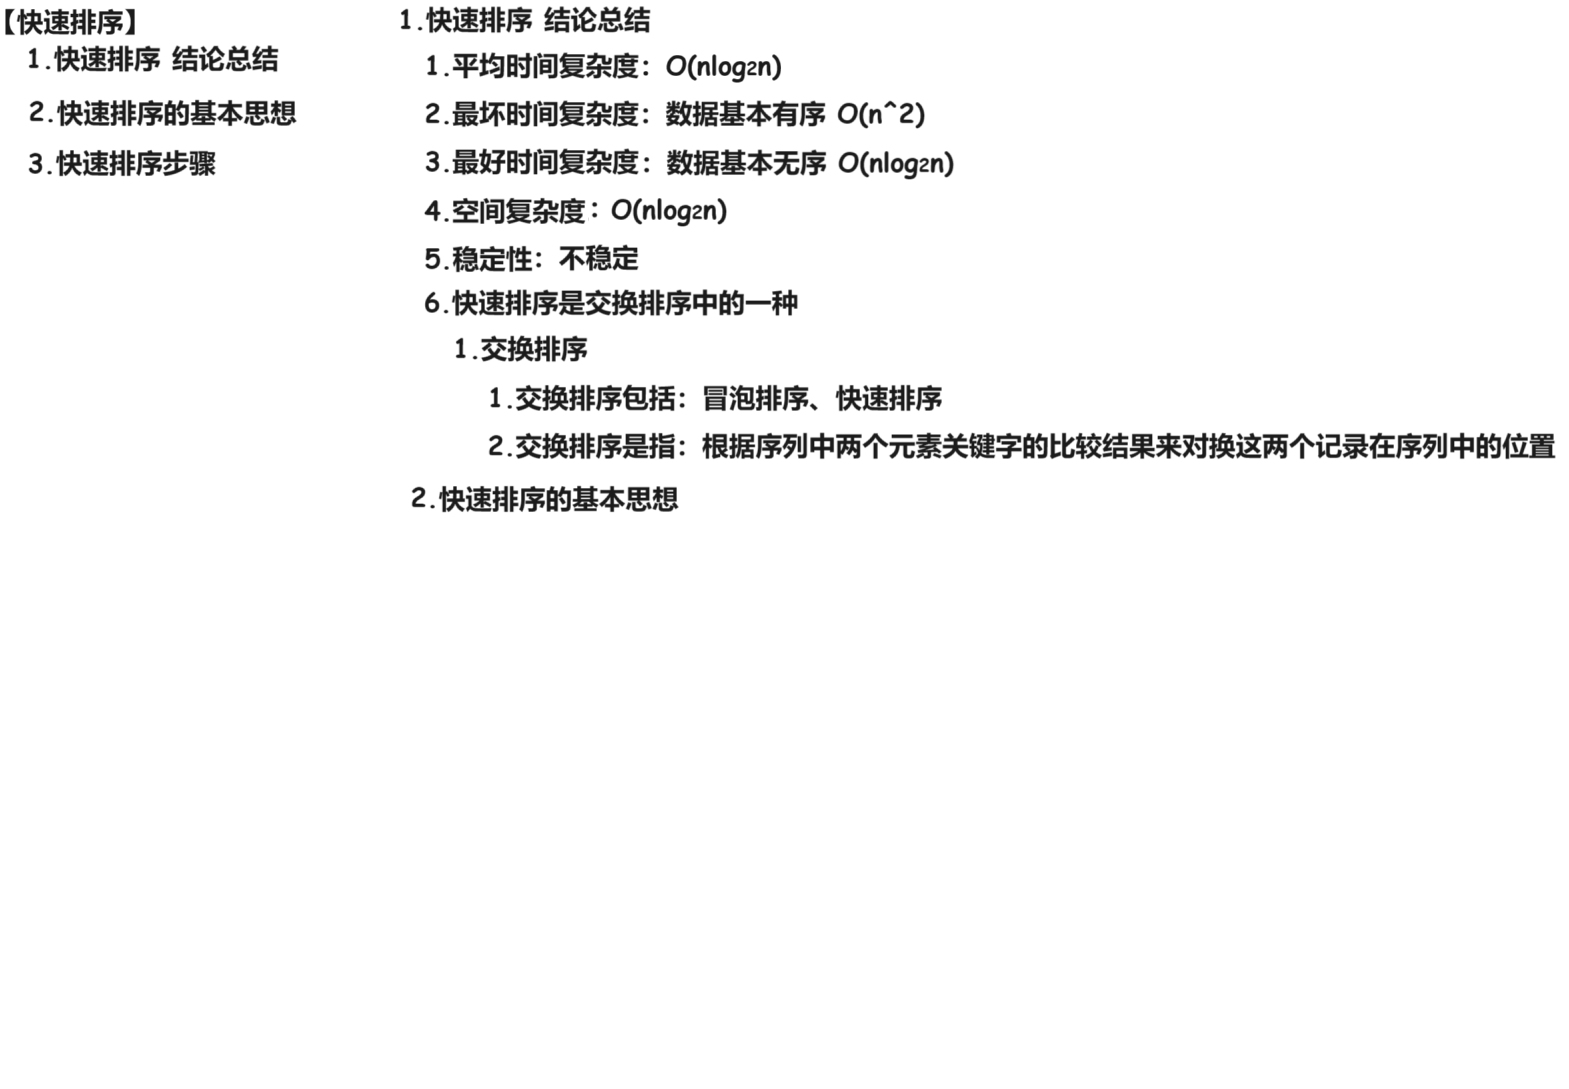 【快速排序】
1.快速排序 结论总结
2.快速排序的基本思想
3.快速排序步骤
1.快速排序 结论总结
1.平均时间复杂度：O(nlog2n)
2.最坏时间复杂度：数据基本有序 O(n^2)
3.最好时间复杂度：数据基本无序 O(nlog2n)
4.空间复杂度：O(nlog2n)
5.稳定性：不稳定
6.快速排序是交换排序中的一种
1.交换排序
1.交换排序包括：冒泡排序、快速排序
2.交换排序是指：根据序列中两个元素关键字的比较结果来对换这两个记录在序列中的位置
2.快速排序的基本思想